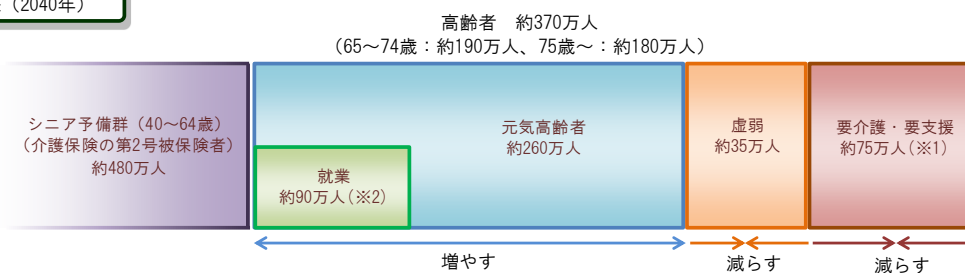 （2040年）
高齢者　約370万人
（65～74歳：約190万人、75歳～：約180万人）
シニア予備群（40～64歳）
（介護保険の第2号被保険者）
約480万人
元気高齢者
約260万人
就業
約90万人（※2）
虚弱
約35万人
要介護・要支援
約75万人（※1）
増やす
減らす
減らす